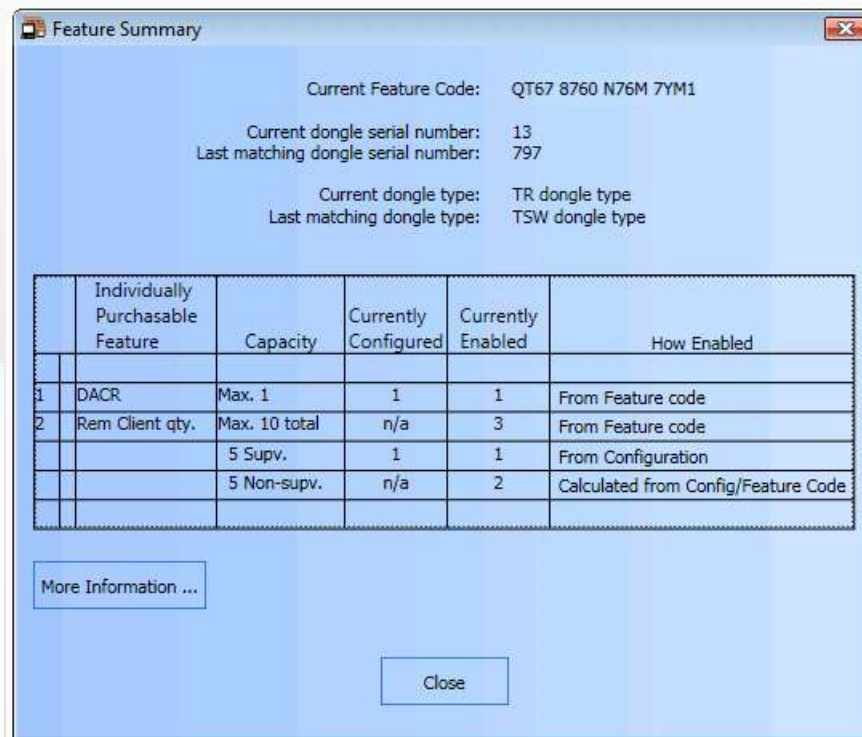 Feature Summary
Current Feature Code: QT67 8760 N76M 7YM1
Current dongle serial number: 13
Last matching dongle serial number: 797
Current dongle type: TR dongle type
Last matching dongle type: TSW dongle type
Individually Purchasable Feature Capacity Currently Configured Currently Enabled How Enabled
1 DACR Max. 1 1 1 From Feature code
2 Rem Client qty. Max. 10 total n/a 3 From Feature code
5 Supv. 1 1 From Configuration
5 Non-supv. n/a 2 Calculated from Config/Feature Code
More Information ...
Close